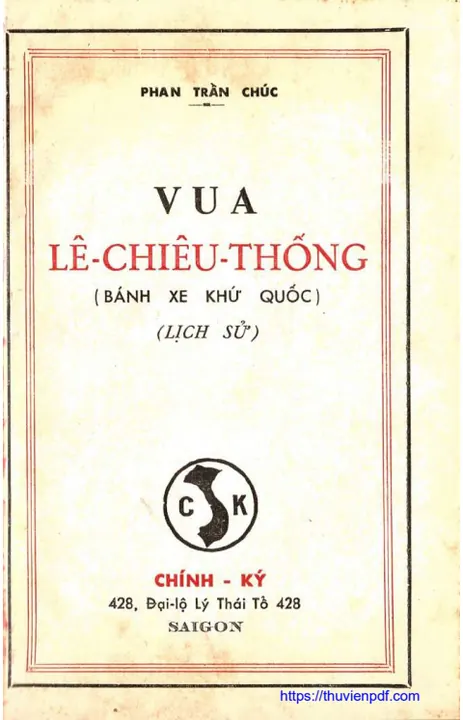 PHAN TRẦN CHÚC
VUA
LÊ-CHIÊU-THỐNG
(BÁNH XE KHỨ QUỐC)
(LỊCH SỬ)
C K
CHÍNH - KÝ
428, Đại-lộ Lý Thái Tổ 428
SAIGON
https://thuvienpdf.com